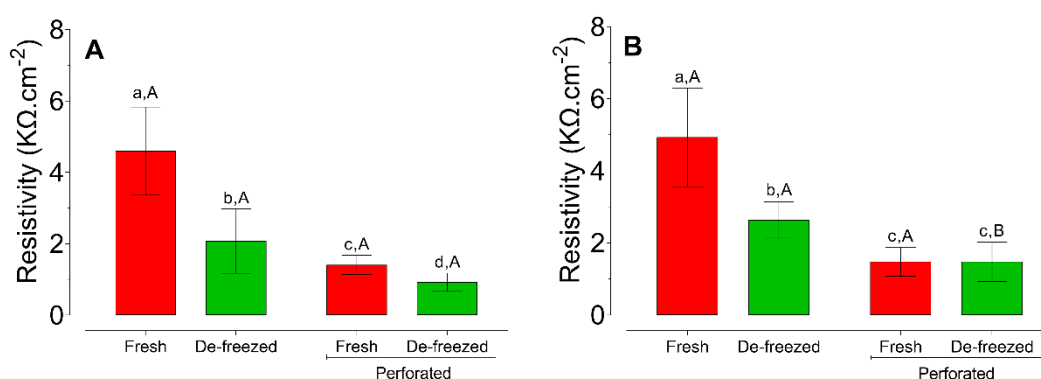 A
Resistivity (KΩ.cm-2)
8
6
4
2
0
a,A
b,A
c,A
d,A
Fresh De-freezed Fresh De-freezed
Perforated
B
Resistivity (KΩ.cm-2)
8
6
4
2
0
a,A
b,A
c,A
c,B
Fresh De-freezed Fresh De-freezed
Perforated